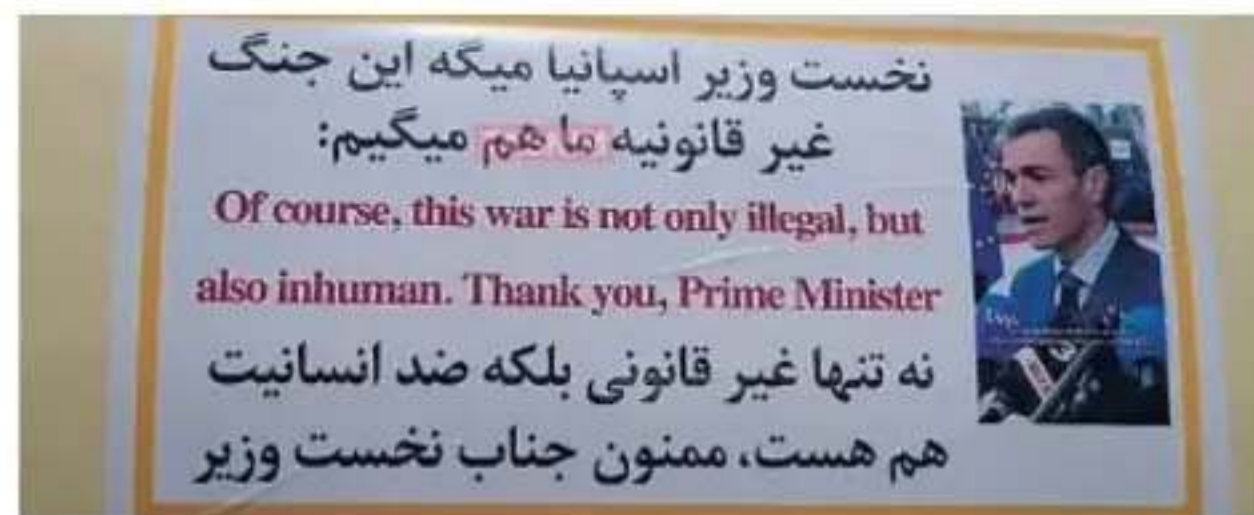 نخست وزیر اسپانیا میگه این جنگ
غیر قانونیه ما هم میگیم:
Of course, this war is not only illegal, but
also inhuman. Thank you, Prime Minister
نه تنها غیر قانونی بلکه ضد انسانیت
هم هست، ممنون جناب نخست وزیر